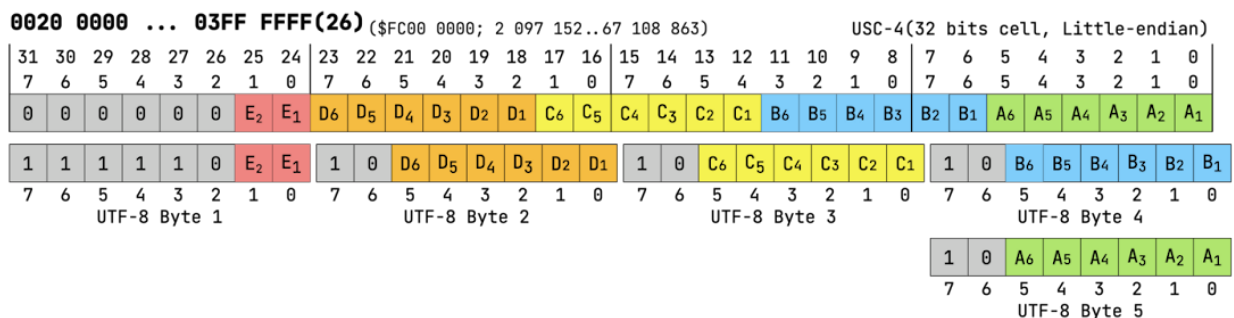 0020 0000 ... 03FF FFFF(26) ($FC00 0000; 2 097 152..67 108 863) USC-4(32 bits cell, Little-endian)
31 30 29 28 27 26 25 24 23 22 21 20 19 18 17 16 15 14 13 12 11 10 9 8 7 6 5 4 3 2 1 0
7 6 5 4 3 2 1 0 7 6 5 4 3 2 1 0 7 6 5 4 3 2 1 0 7 6 5 4 3 2 1 0
0 0 0 0 0 0 E2 E1 D6 D5 D4 D3 D2 D1 C6 C5 C4 C3 C2 C1 B6 B5 B4 B3 B2 B1 A6 A5 A4 A3 A2 A1
1 1 1 1 1 0 E2 E1 1 0 D6 D5 D4 D3 D2 D1 1 0 C6 C5 C4 C3 C2 C1 1 0 B6 B5 B4 B3 B2 B1
7 6 5 4 3 2 1 0 7 6 5 4 3 2 1 0 7 6 5 4 3 2 1 0 7 6 5 4 3 2 1 0
UTF-8 Byte 1 UTF-8 Byte 2 UTF-8 Byte 3 UTF-8 Byte 4
1 0 A6 A5 A4 A3 A2 A1
7 6 5 4 3 2 1 0
UTF-8 Byte 5